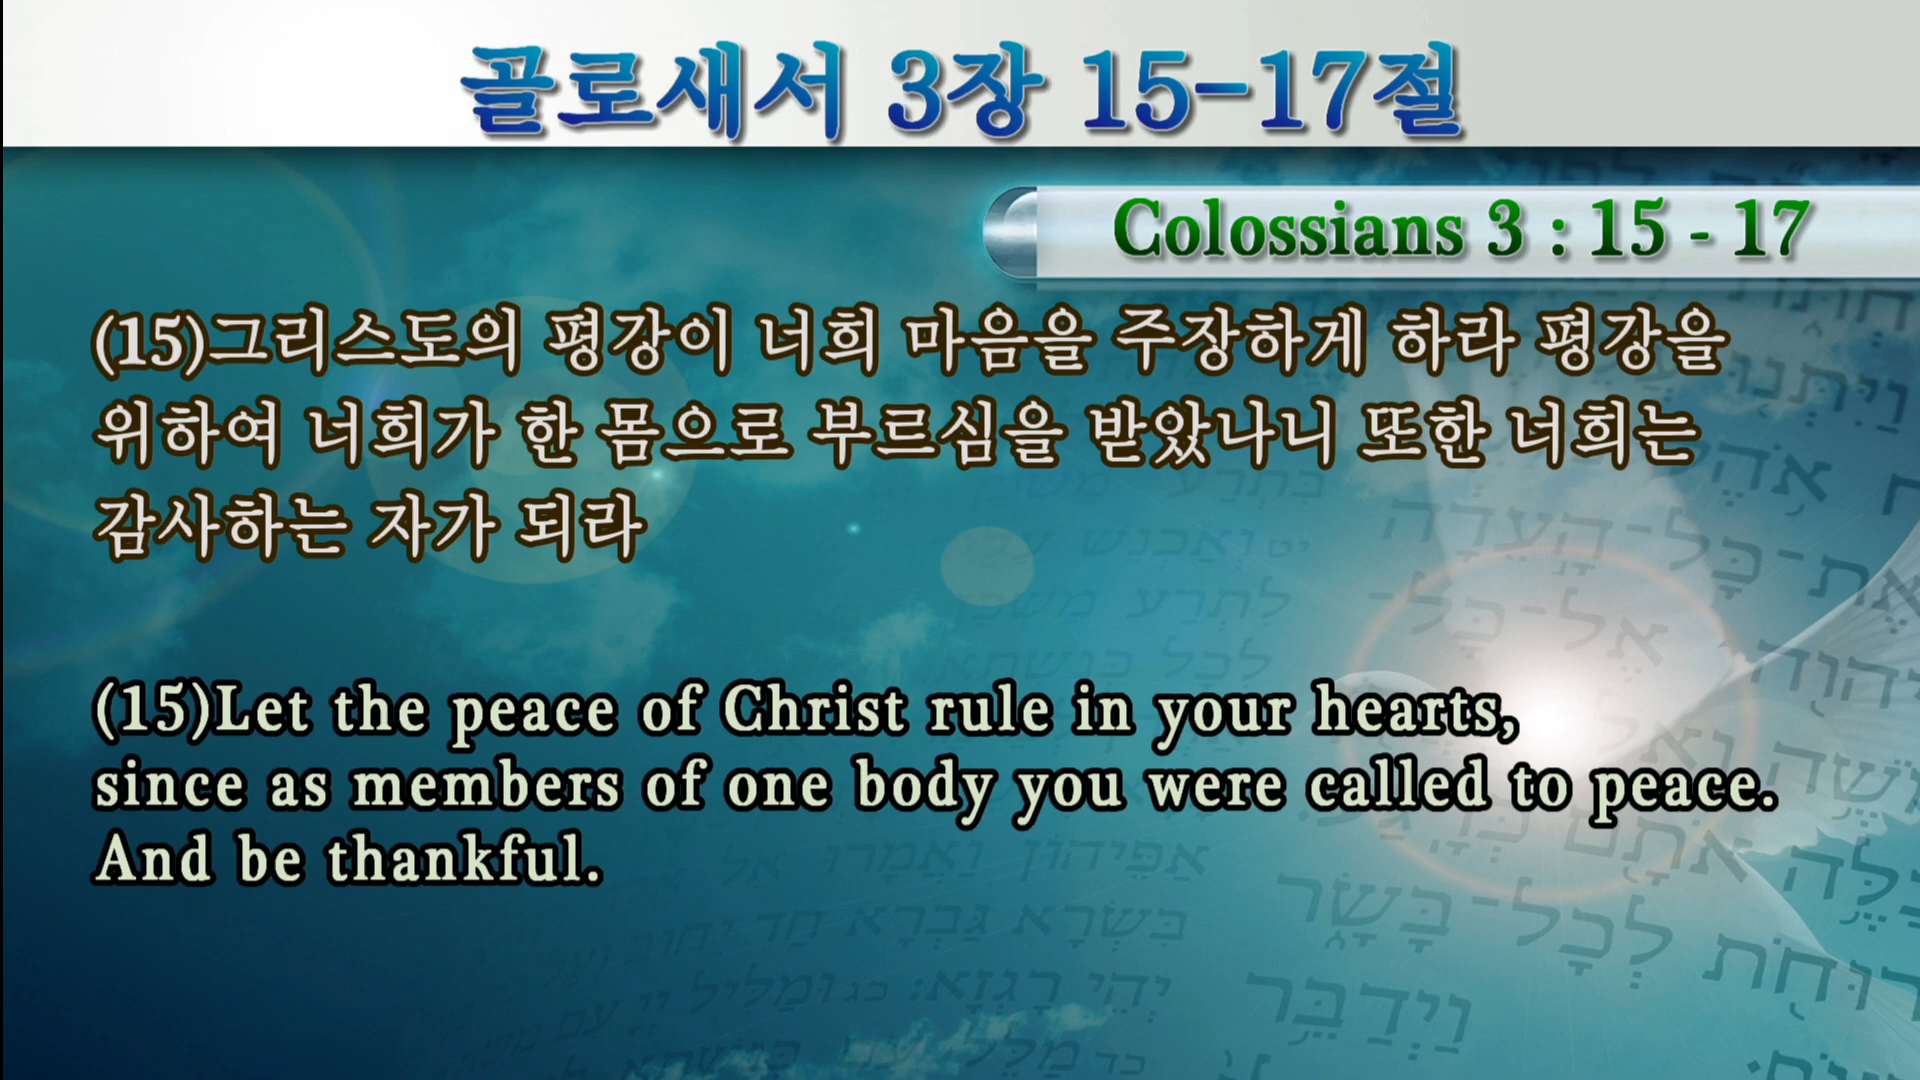 골로새서 3장 15-17절
Colossians 3 : 15 - 17
(15)그리스도의 평강이 너희 마음을 주장하게 하라 평강을
위하여 너희가 한 몸으로 부르심을 받았나니 또한 너희는
감사하는 자가 되라
(15)Let the peace of Christ rule in your hearts,
since as members of one body you were called to peace.
And be thankful.